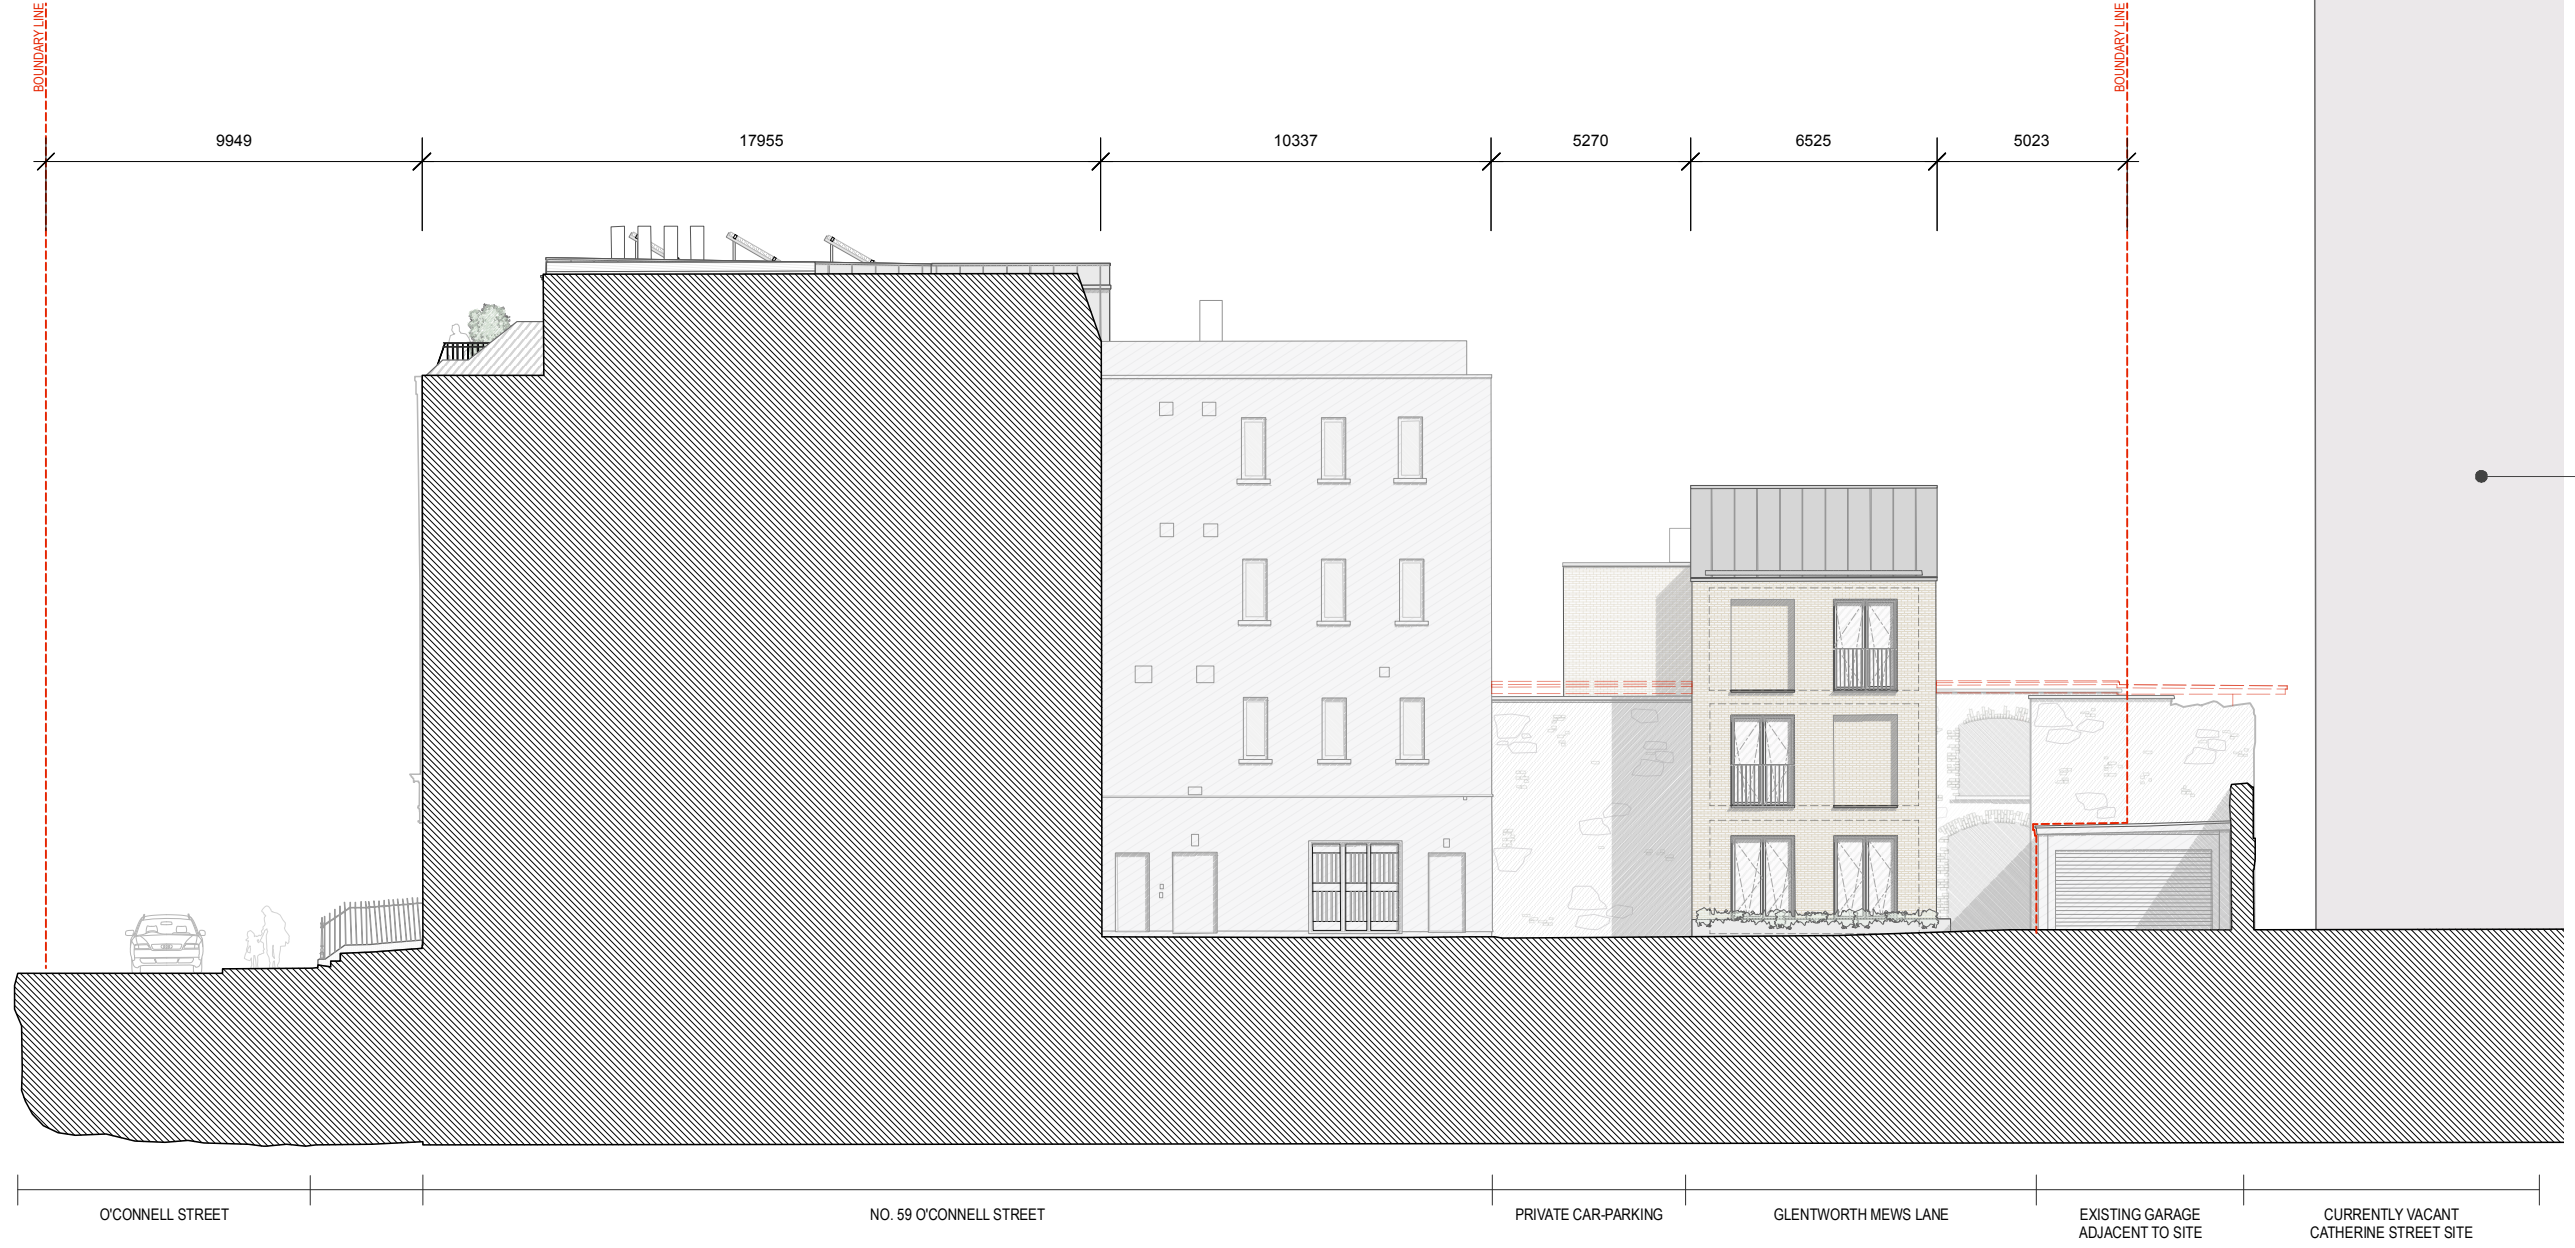 BOUNDARY LINE
BOUNDARY LINE
9949
17955
10337
5270
6525
5023
O'CONNELL STREET
NO. 59 O'CONNELL STREET
PRIVATE CAR-PARKING
GLENTWORTH MEWS LANE
EXISTING GARAGE
ADJACENT TO SITE
CURRENTLY VACANT
CATHERINE STREET SITE